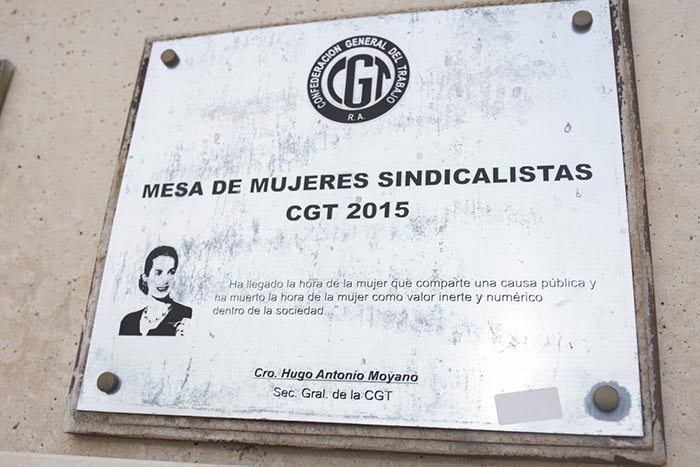 CONFEDERACION GENERAL DEL TRABAJO
CGT
R.A.
MESA DE MUJERES SINDICALISTAS
CGT 2015
... Ha llegado la hora de la mujer que comparte una causa pública y
ha muerto la hora de la mujer como valor inerte y numérico
dentro de la sociedad...
Cro. Hugo Antonio Moyano
Sec. Gral. de la CGT